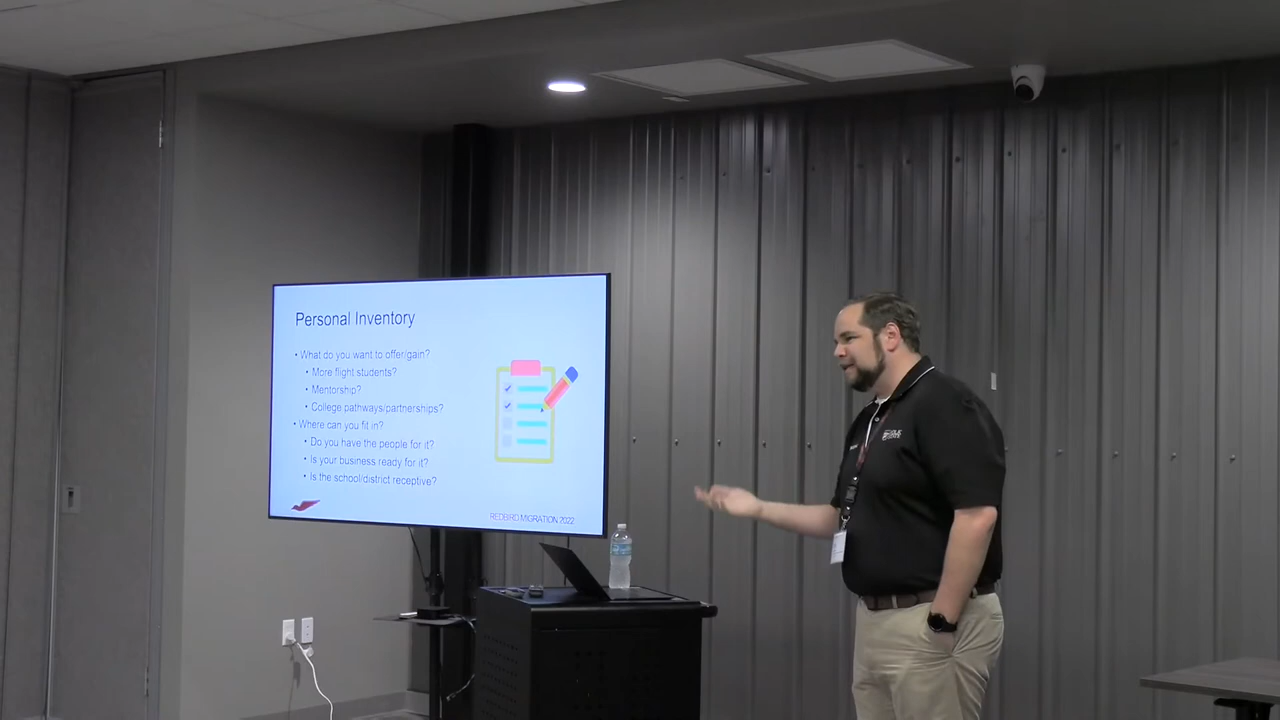 Personal Inventory
• What do you want to offer/gain?
• More flight students?
• Mentorship?
• College pathways/partnerships?
• Where can you fit in?
• Do you have the people for it?
• Is your business ready for it?
• Is the school/district receptive?
REDBIRD MIGRATION 2022